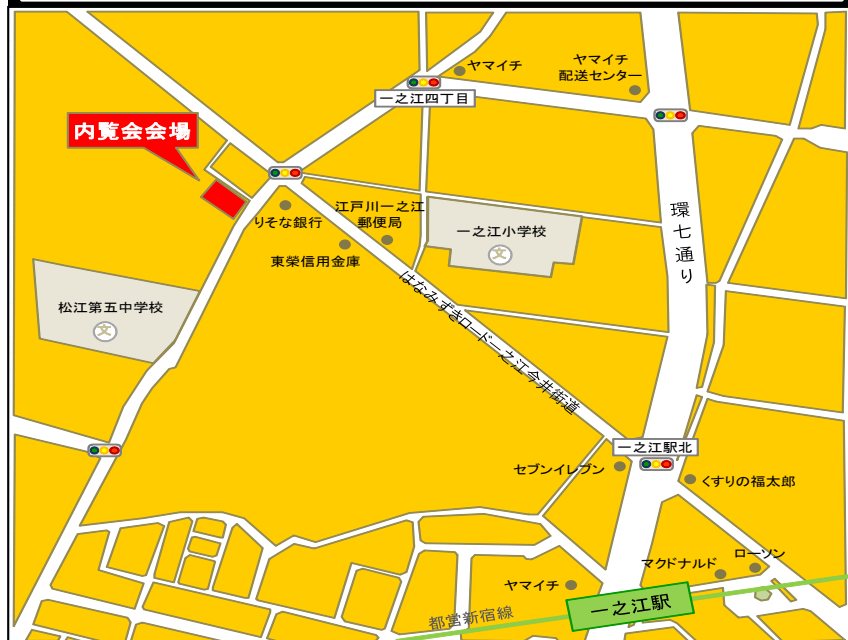 ヤマイチ
ヤマイチ
配送センター
一之江四丁目
内覧会会場
りそな銀行
江戸川一之江
郵便局
東榮信用金庫
一之江小学校
文
環七通り
松江第五中学校
文
はなみずきロード一之江今井街道
一之江駅北
セブンイレブン
くすりの福太郎
マクドナルド
ローソン
ヤマイチ
一之江駅
都営新宿線